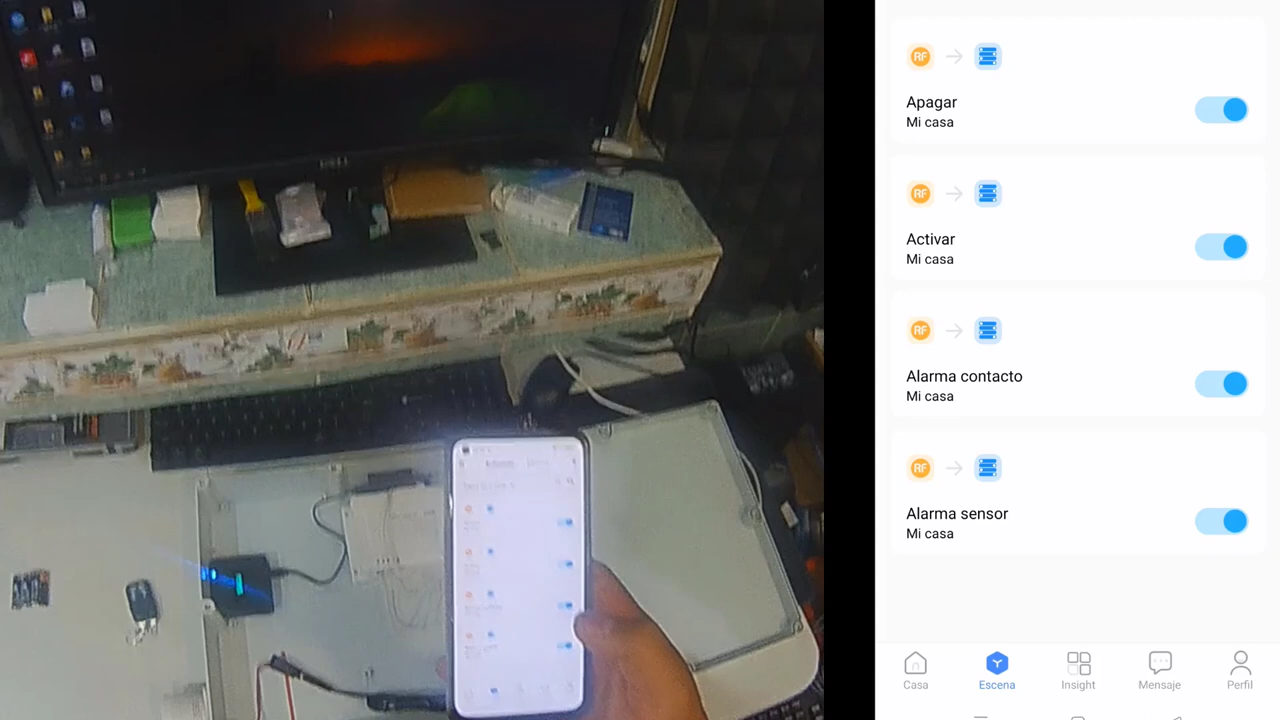 DELL
RF
Apagar
Mi casa
RF
Activar
Mi casa
RF
Alarma contacto
Mi casa
RF
Alarma sensor
Mi casa
Casa
Escena
Insight
Mensaje
Perfil